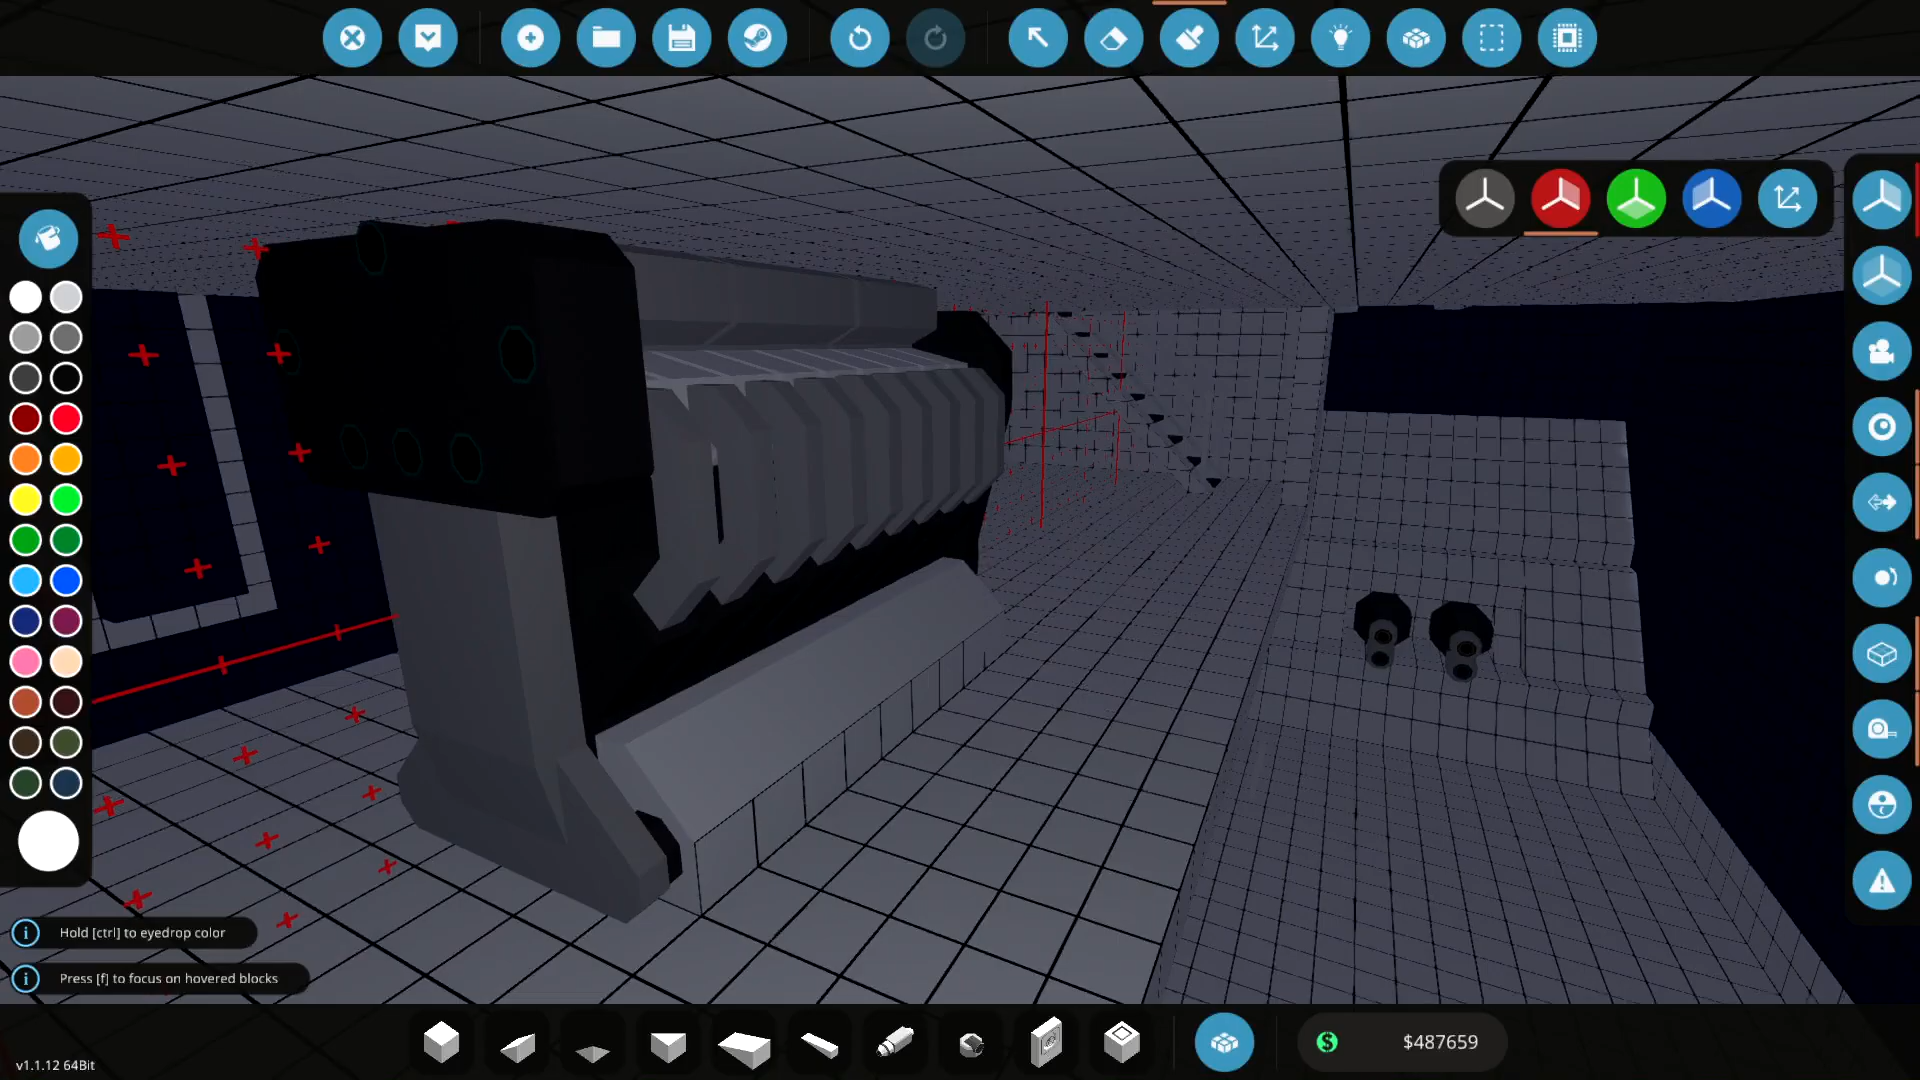 Hold [ctrl] to eyedrop color
Press [f] to focus on hovered blocks
$487659
v1.1.12 64Bit